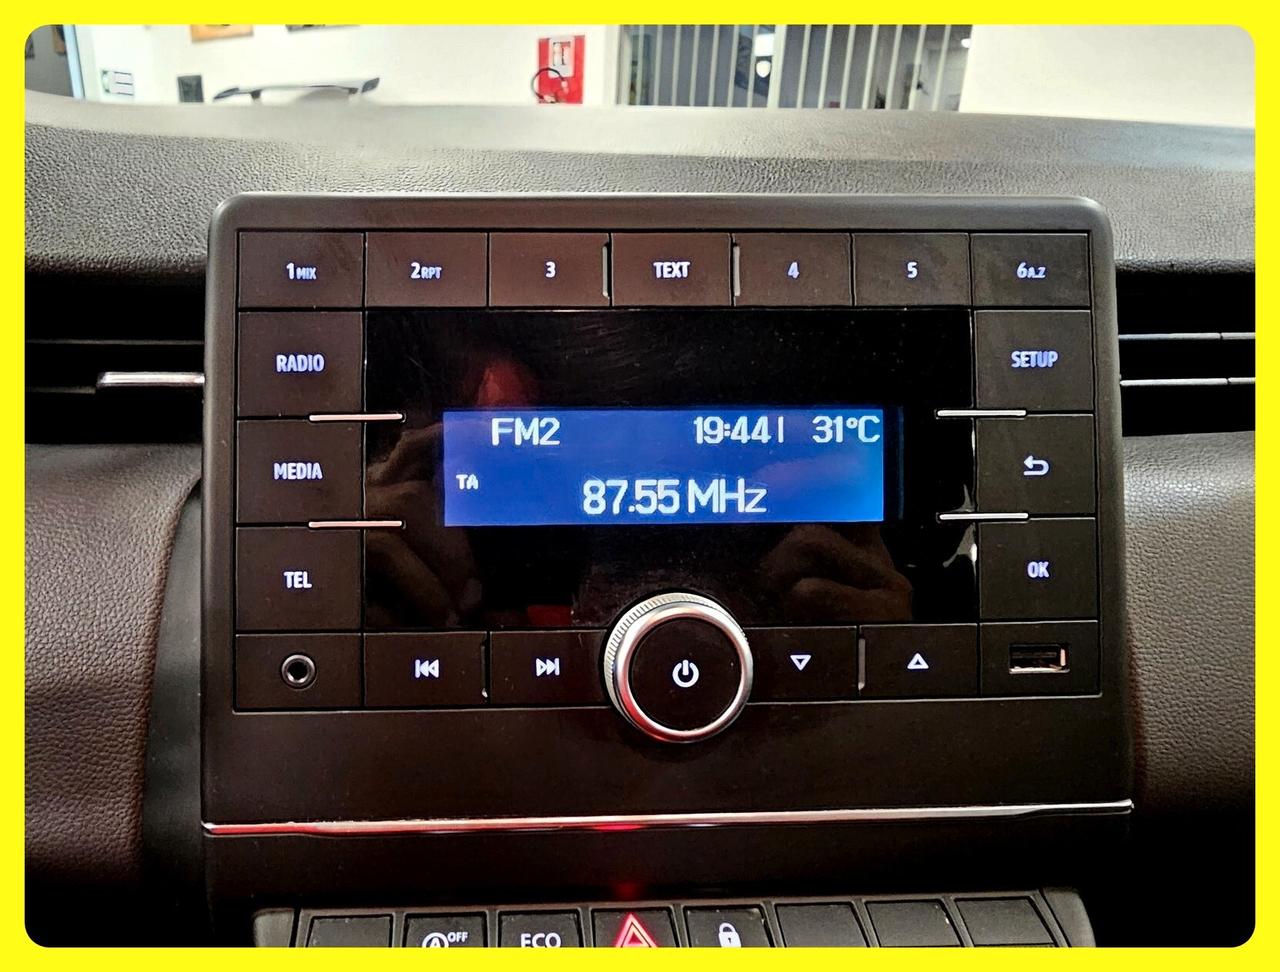 1MIX 2RPT 3 TEXT 4 5 6A.Z
RADIO SETUP
FM2 19:44 31°C
MEDIA
TA 87.55 MHz
TEL OK
OFF ECO